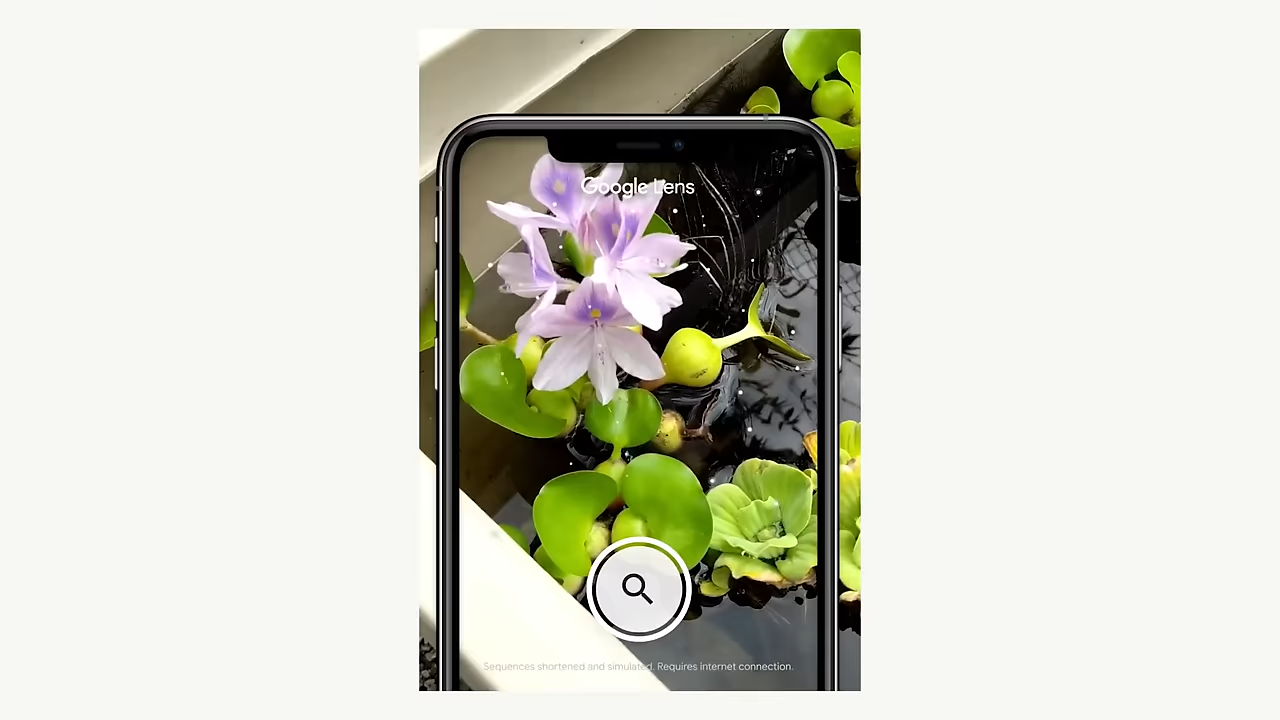 Google Lens
Sequences shortened and simulated. Requires internet connection.